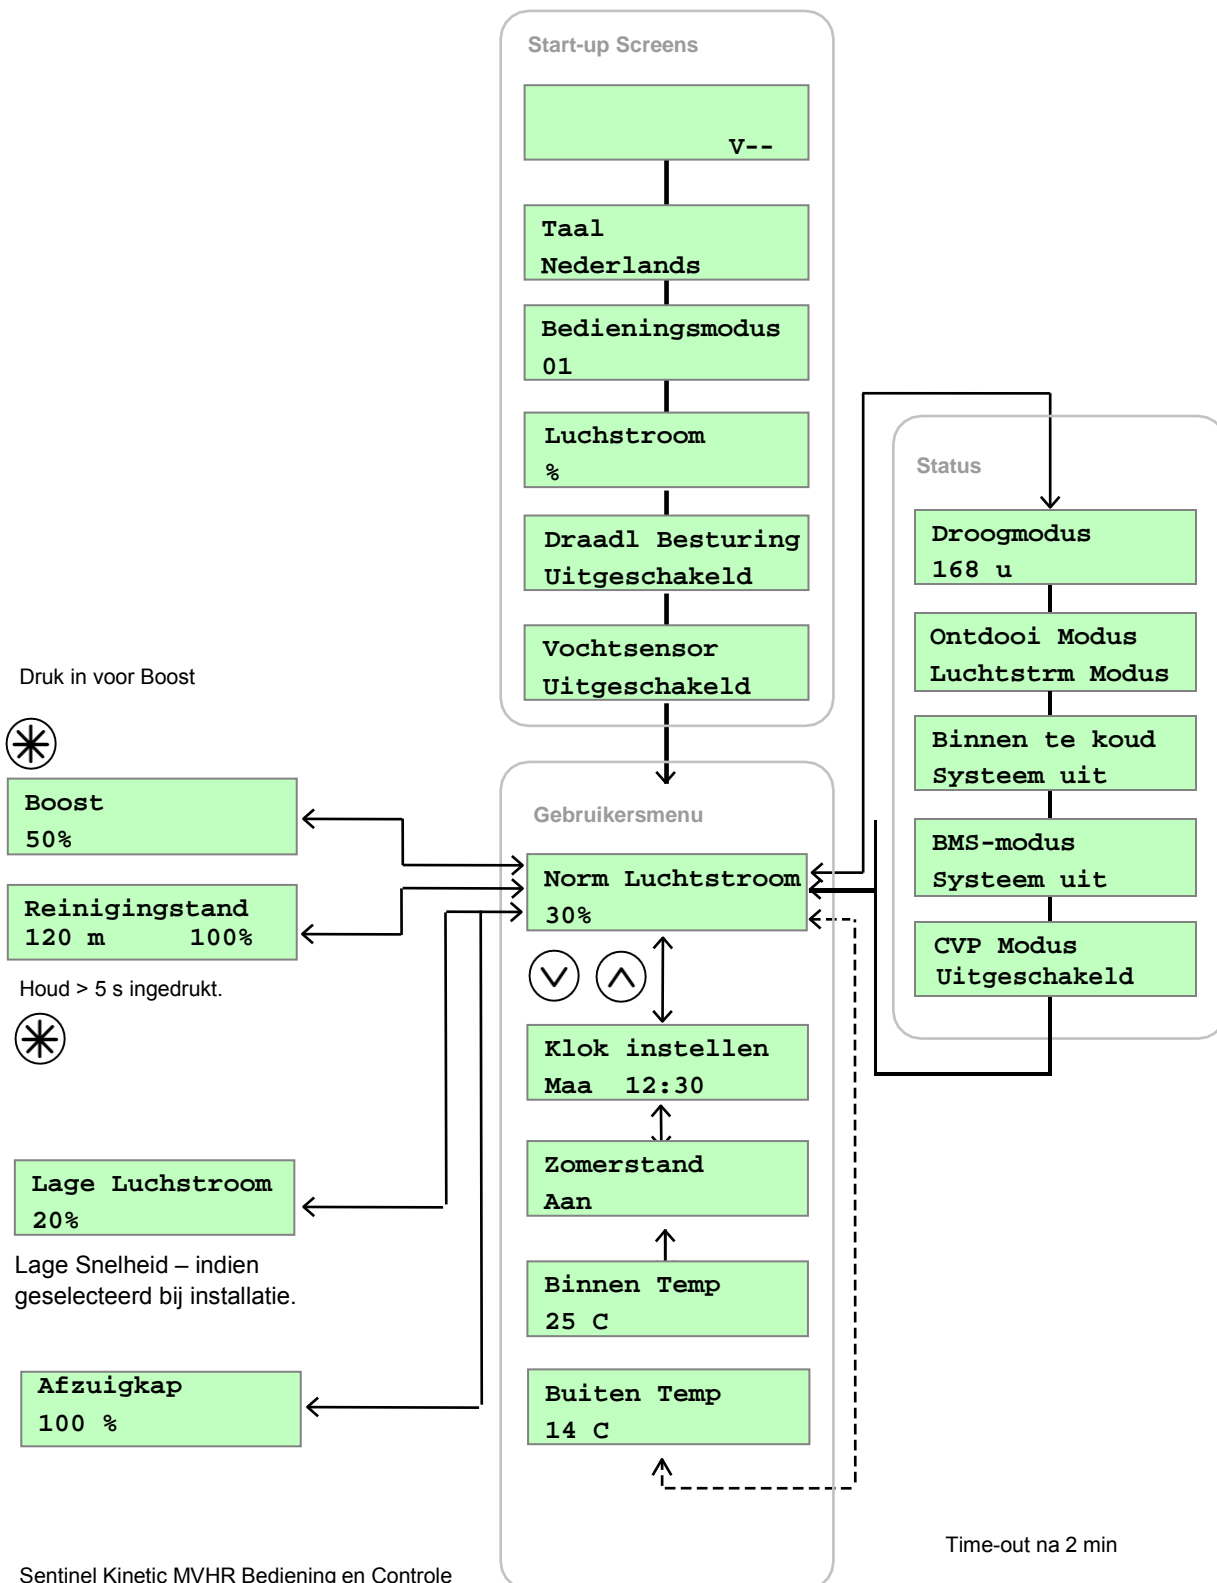 Start-up Screens
V--
Taal
Nederlands
Bedieningsmodus
01
Luchstroom
%
Draadl Besturing
Uitgeschakeld
Vochtsensor
Uitgeschakeld
Status
Droogmodus
168 u
Ontdooi Modus
Luchtstrm Modus
Binnen te koud
Systeem uit
BMS-modus
Systeem uit
CVP Modus
Uitgeschakeld
Druk in voor Boost
Boost
50%
Reinigingstand
120 m 100%
Houd > 5 s ingedrukt.
Lage Luchstroom
20%
Lage Snelheid – indien
geselecteerd bij installatie.
Afzuigkap
100 %
Gebruikersmenu
Norm Luchtstroom
30%
Klok instellen
Maa 12:30
Zomerstand
Aan
Binnen Temp
25 C
Buiten Temp
14 C
Time-out na 2 min
Sentinel Kinetic MVHR Bediening en Controle